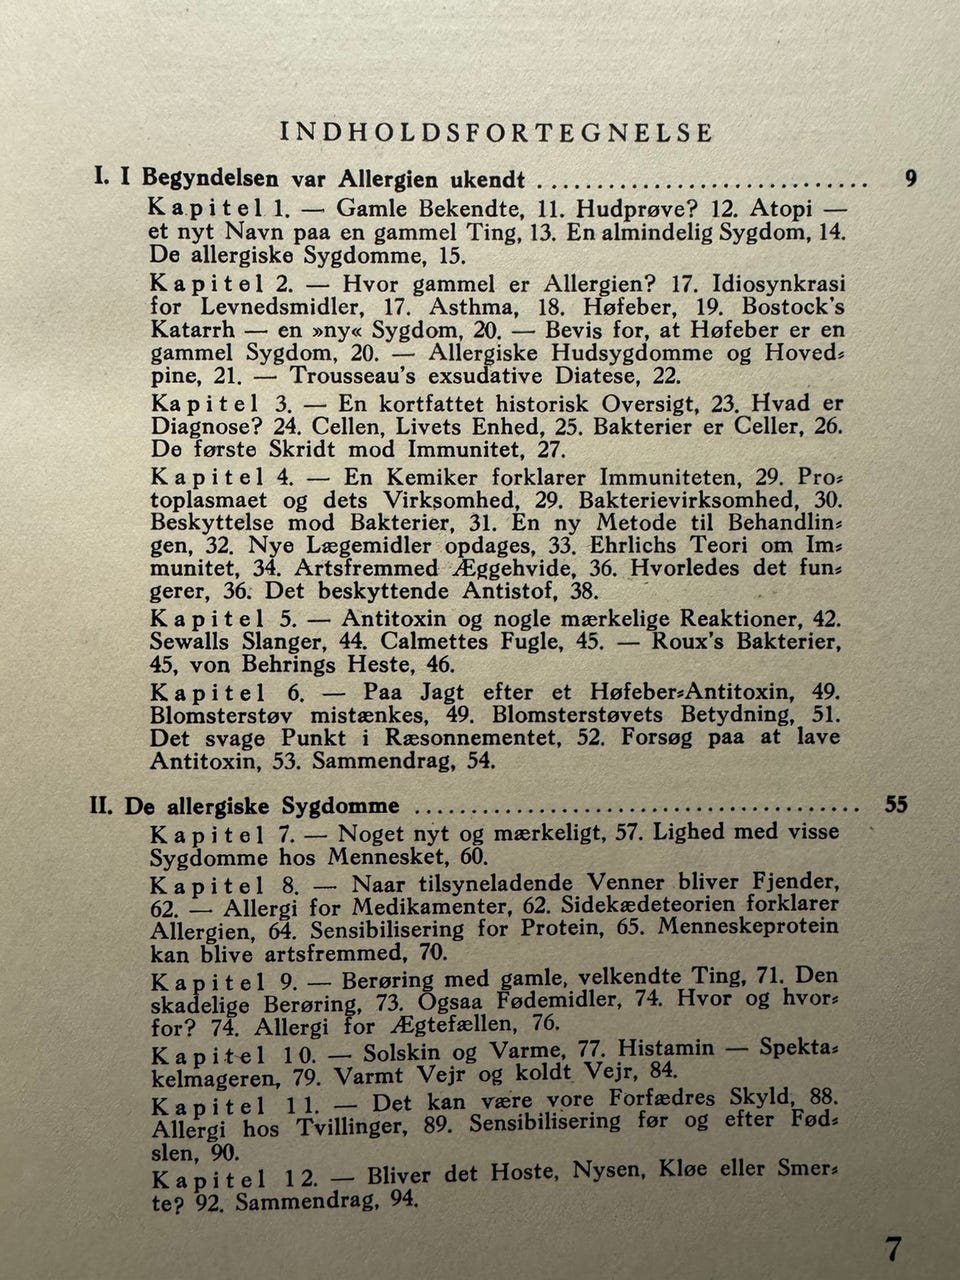 INDHOLDSFORTEGNELSE
I. I Begyndelsen var Allergien ukendt ............................ 9
Kapitel 1. — Gamle Bekendte, 11. Hudprøve? 12. Atopi —
et nyt Navn paa en gammel Ting, 13. En almindelig Sygdom, 14.
De allergiske Sygdomme, 15.
Kapitel 2. — Hvor gammel er Allergien? 17. Idiosynkrasi
for Levnedsmidler, 17. Asthma, 18. Høfeber, 19. Bostock's
Katarrh — en »ny« Sygdom, 20. — Bevis for, at Høfeber er en
gammel Sygdom, 20. — Allergiske Hudsygdomme og Hoved⸗
pine, 21. — Trousseau's exsudative Diatese, 22.
Kapitel 3. — En kortfattet historisk Oversigt, 23. Hvad er
Diagnose? 24. Cellen, Livets Enhed, 25. Bakterier er Celler, 26.
De første Skridt mod Immunitet, 27.
Kapitel 4. — En Kemiker forklarer Immuniteten, 29. Pro⸗
toplasmaet og dets Virksomhed, 29. Bakterievirksomhed, 30.
Beskyttelse mod Bakterier, 31. En ny Metode til Behandlin⸗
gen, 32. Nye Lægemidler opdages, 33. Ehrlichs Teori om Im⸗
munitet, 34. Artsfremmed Æggehvide, 36. Hvorledes det fun⸗
gerer, 36. Det beskyttende Antistof, 38.
Kapitel 5. — Antitoxin og nogle mærkelige Reaktioner, 42.
Sewalls Slanger, 44. Calmettes Fugle, 45. — Roux's Bakterier,
45, von Behrings Heste, 46.
Kapitel 6. — Paa Jagt efter et Høfeber⸗Antitoxin, 49.
Blomsterstøv mistænkes, 49. Blomsterstøvets Betydning, 51.
Det svage Punkt i Ræsonnementet, 52. Forsøg paa at lave
Antitoxin, 53. Sammendrag, 54.
II. De allergiske Sygdomme ...................................... 55
Kapitel 7. — Noget nyt og mærkeligt, 57. Lighed med visse
Sygdomme hos Mennesket, 60.
Kapitel 8. — Naar tilsyneladende Venner bliver Fjender,
62. — Allergi for Medikamenter, 62. Sidekædeteorien forklarer
Allergien, 64. Sensibilisering for Protein, 65. Menneskeprotein
kan blive artsfremmed, 70.
Kapitel 9. — Berøring med gamle, velkendte Ting, 71. Den
skadelige Berøring, 73. Ogsaa Fødemidler, 74. Hvor og hvor⸗
for? 74. Allergi for Ægtefællen, 76.
Kapitel 10. — Solskin og Varme, 77. Histamin — Spekta⸗
kelmageren, 79. Varmt Vejr og koldt Vejr, 84.
Kapitel 11. — Det kan være vore Forfædres Skyld, 88.
Allergi hos Tvillinger, 89. Sensibilisering før og efter Fød⸗
slen, 90.
Kapitel 12. — Bliver det Hoste, Nysen, Kløe eller Smer⸗
te? 92. Sammendrag, 94.
7